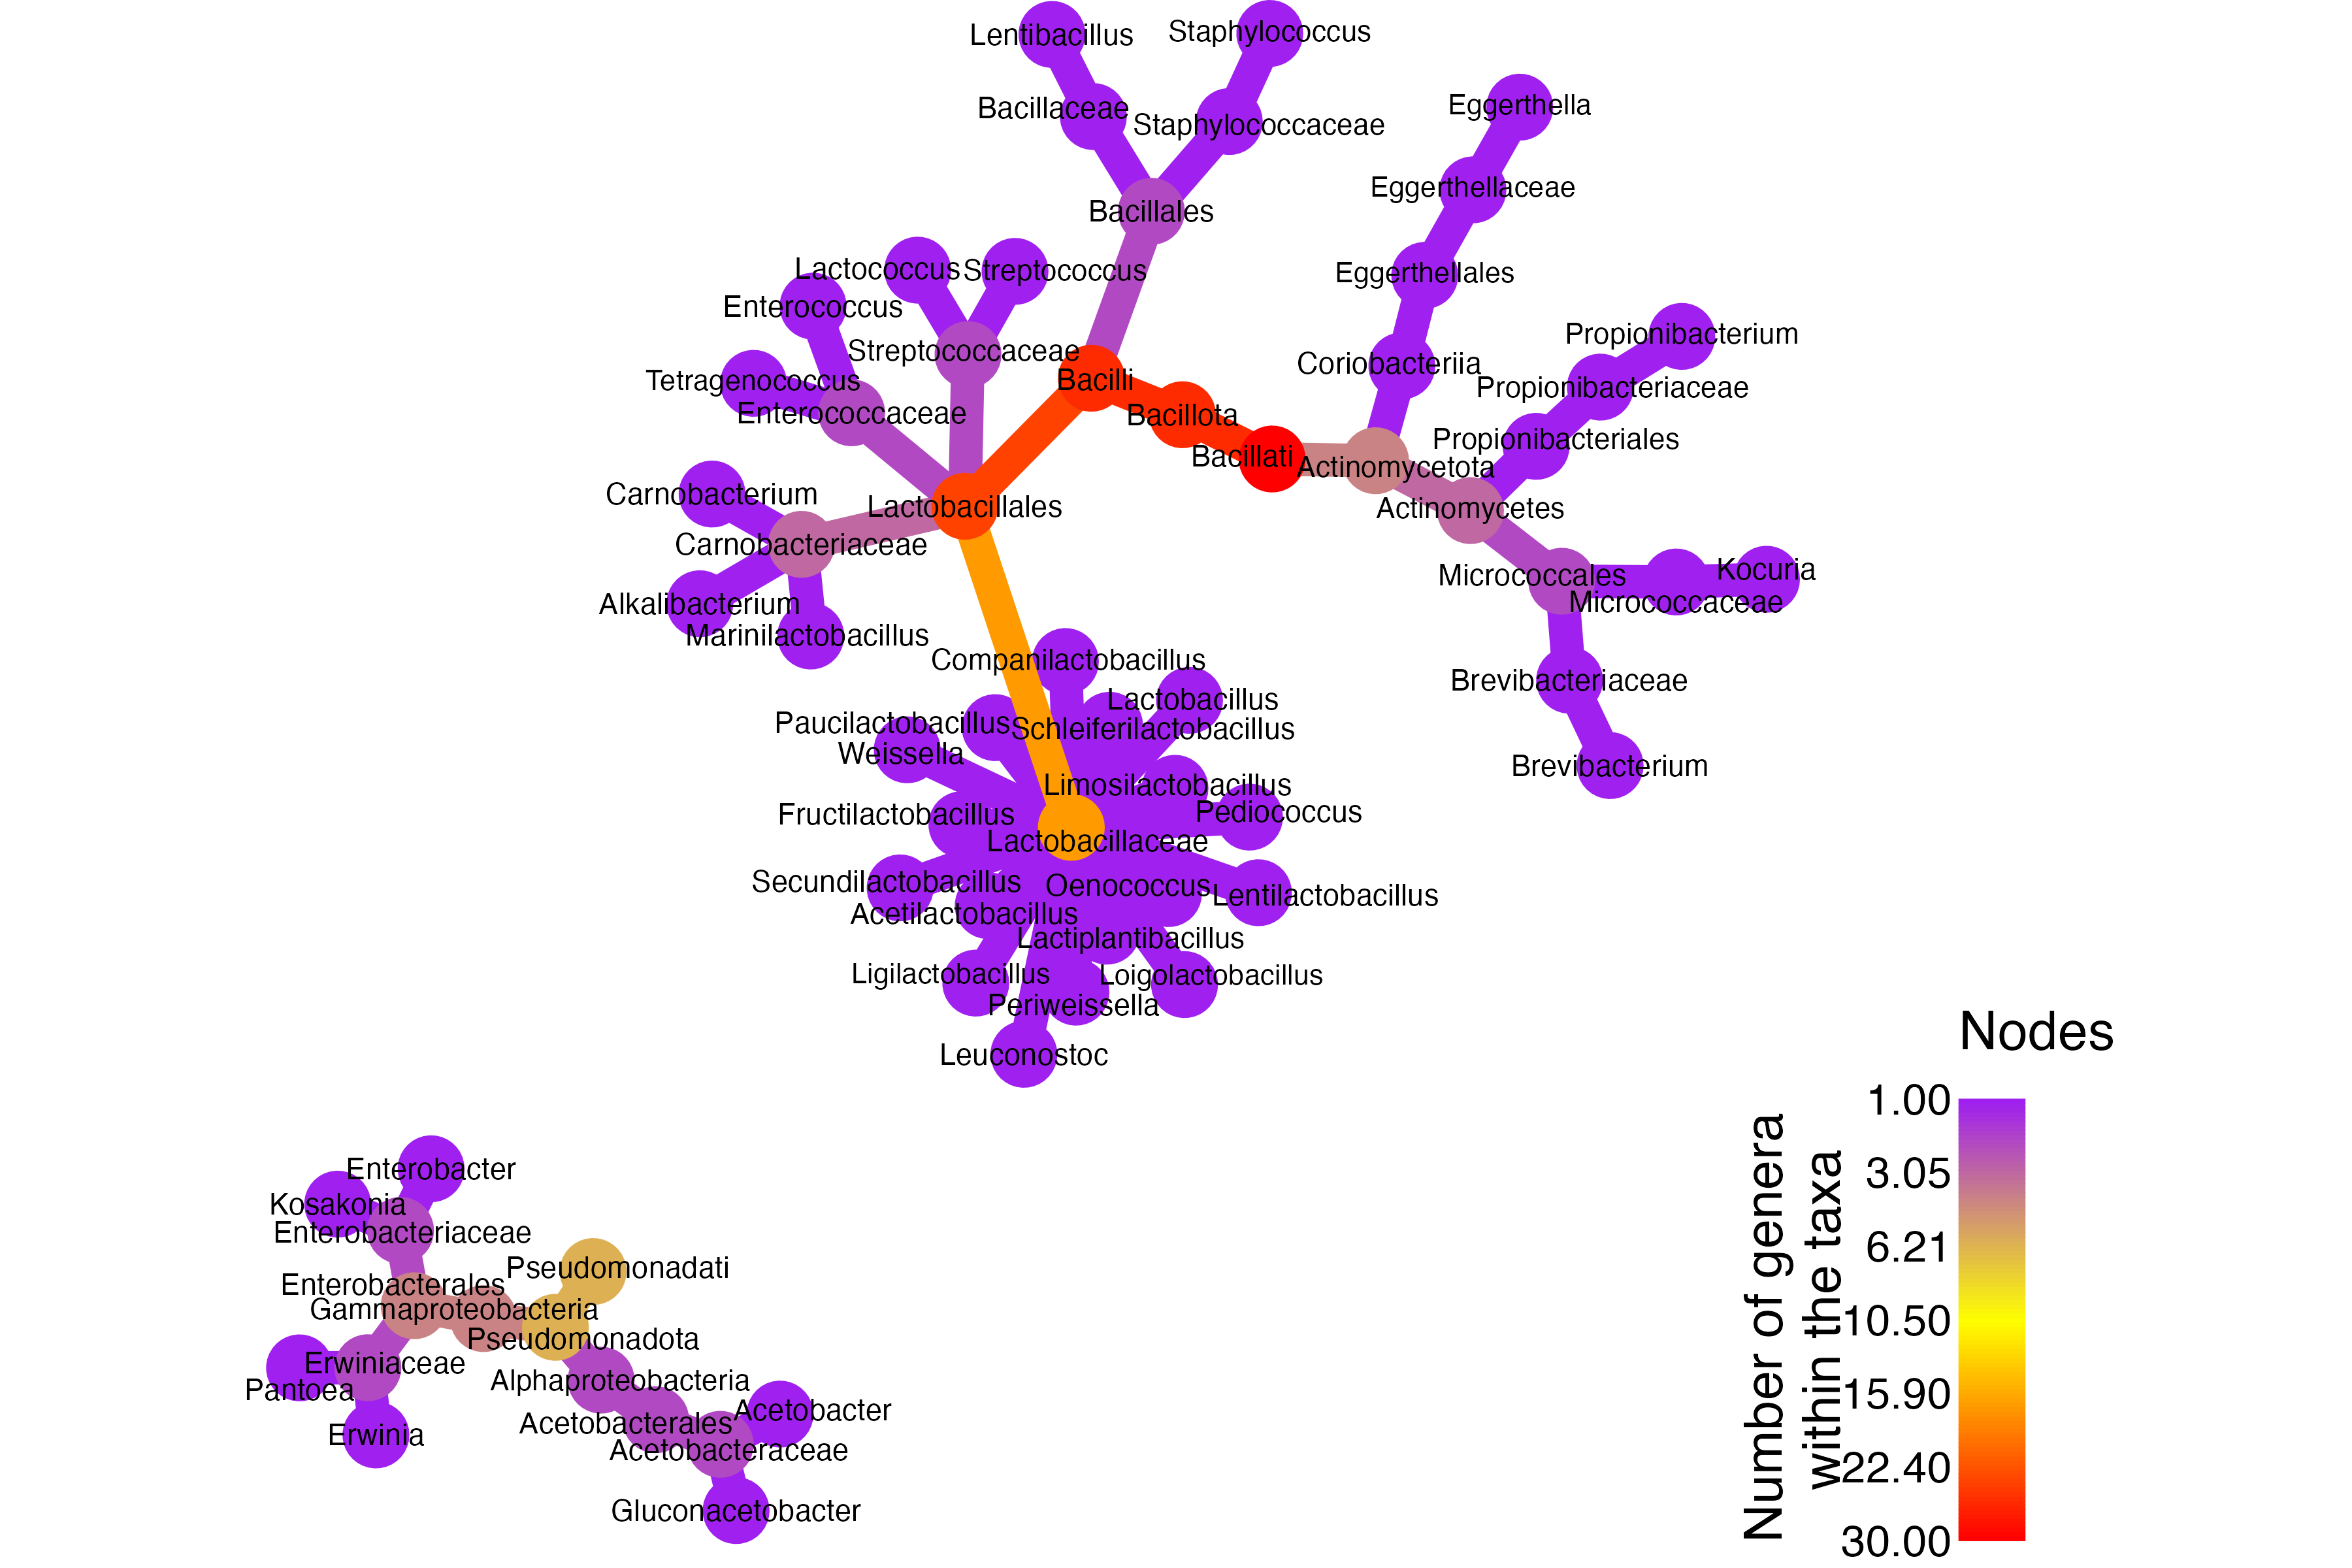 Lentibacillus
Staphylococcus
Bacillaceae
Staphylococcaceae
Eggerthella
Eggerthellaceae
Bacillales
Lactococcus
Streptococcus
Eggerthellales
Enterococcus
Streptococcaceae
Propionibacterium
Coriobacteriia
Tetragenococcus
Bacilli
Propionibacteriaceae
Enterococcaceae
Bacillota
Propionibacteriales
Bacillati
Actinomycetota
Carnobacterium
Lactobacillales
Actinomycetes
Carnobacteriaceae
Micrococcales
Kocuria
Alkalibacterium
Micrococcaceae
Marinilactobacillus
Companilactobacillus
Brevibacteriaceae
Lactobacillus
Paucilactobacillus
Schleiferilactobacillus
Weissella
Brevibacterium
Limosilactobacillus
Fructilactobacillus
Pediococcus
Lactobacillaceae
Secundilactobacillus
Oenococcus
Lentilactobacillus
Acetilactobacillus
Lactiplantibacillus
Ligilactobacillus
Loigolactobacillus
Periweissella
Leuconostoc
Enterobacter
Kosakonia
Enterobacteriaceae
Pseudomonadati
Enterobacterales
Gammaproteobacteria
Pseudomonadota
Erwiniaceae
Pantoea
Alphaproteobacteria
Erwinia
Acetobacter
Acetobacterales
Acetobacteraceae
Gluconacetobacter
Nodes
Number of genera
within the taxa
1.00
3.05
6.21
10.50
15.90
22.40
30.00